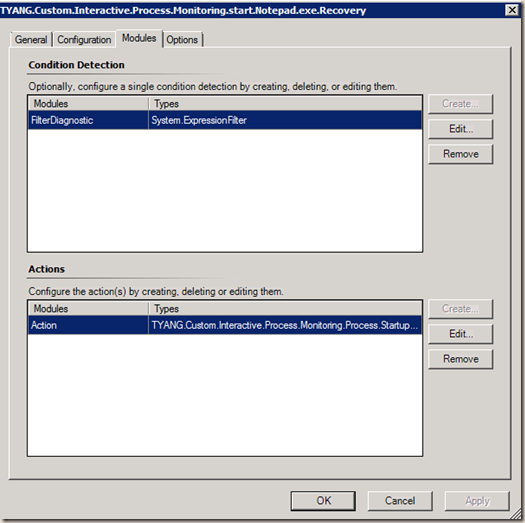 TYANG.Custom.Interactive.Process.Monitoring.start.Notepad.exe.Recovery
General Configuration Modules Options
Condition Detection
Optionally, configure a single condition detection by creating, deleting, or editing them.
Modules Types
Create...
FilterDiagnostic System.ExpressionFilter
Edit...
Remove
Actions
Configure the action(s) by creating, deleting or editing them.
Modules Types
Create...
Action TYANG.Custom.Interactive.Process.Monitoring.Process.Startup...
Edit...
Remove
OK Cancel Apply